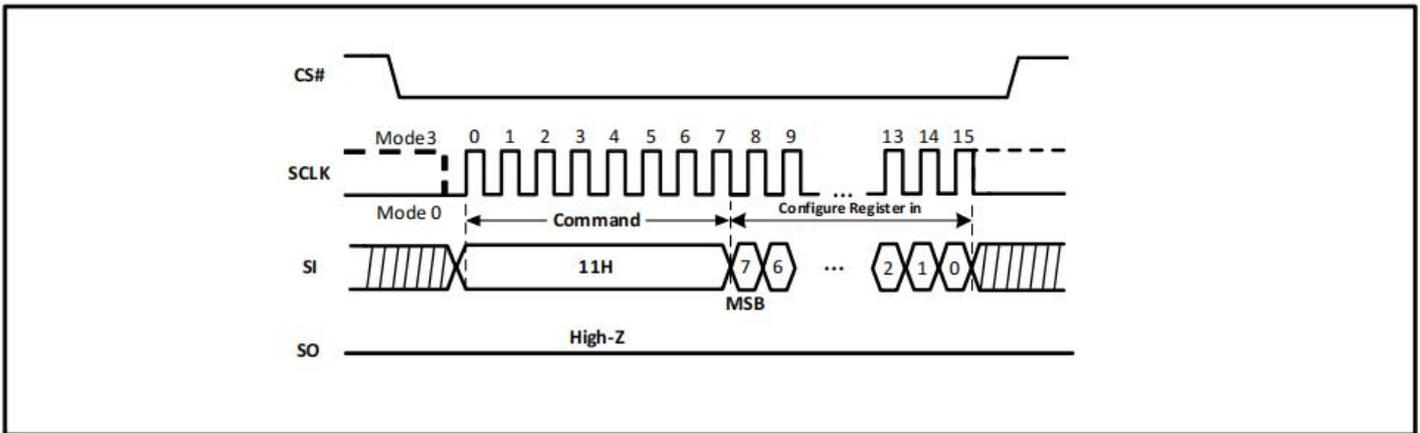 CS#
Mode3 0 1 2 3 4 5 6 7 8 9 13 14 15
SCLK
...
Mode 0
Command
Configure Register in
SI
11H
7 6 ... 2 1 0
MSB
High-Z
SO